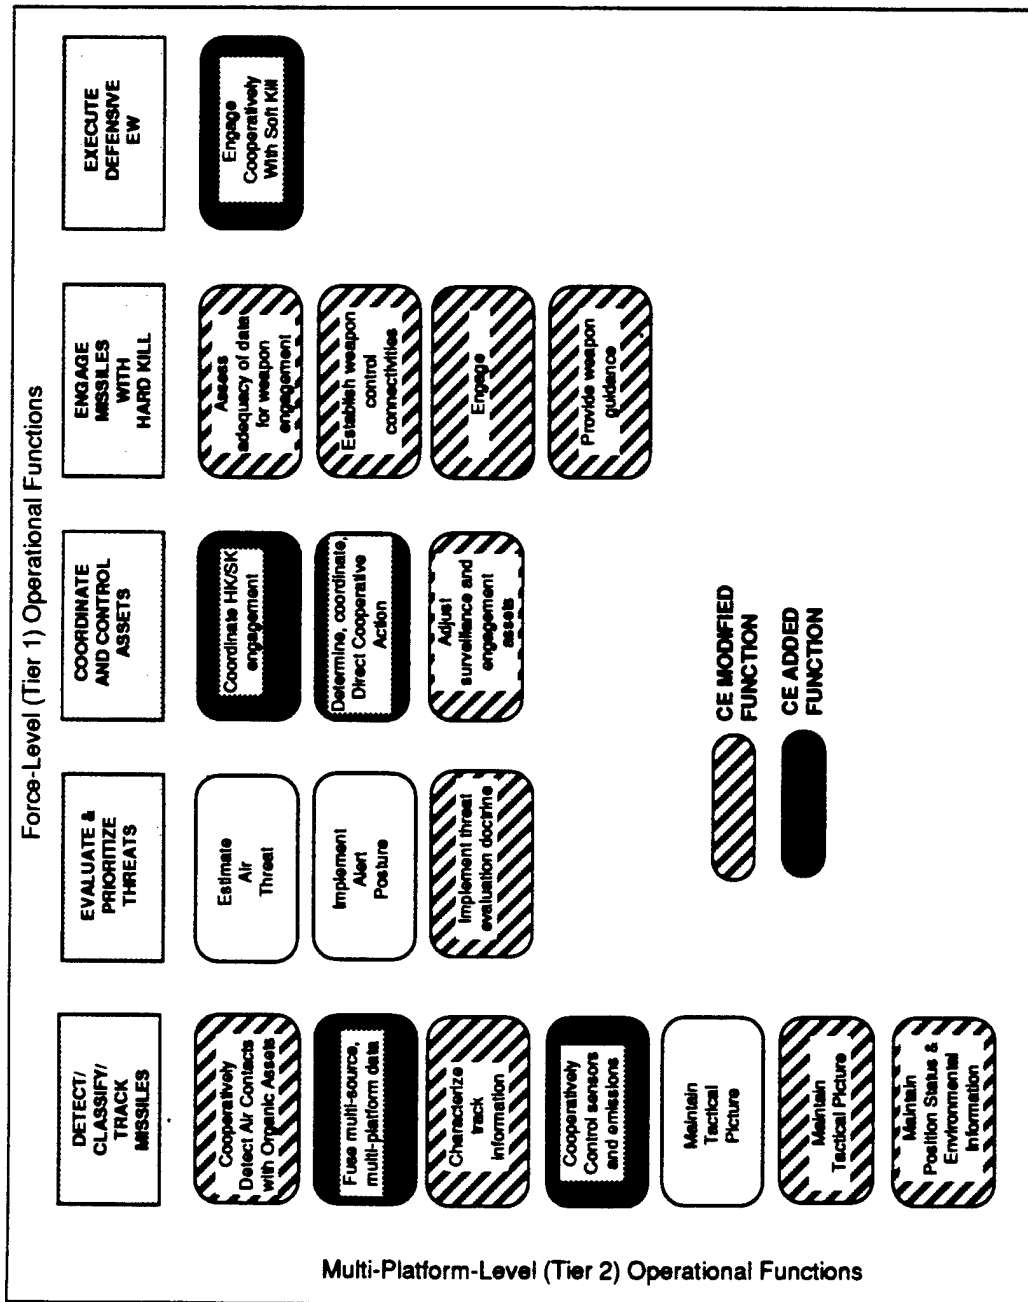 Force-Level (Tier 1) Operational Functions
DETECT/
CLASSIFY/
TRACK
MISSILES
EVALUATE &
PRIORITIZE
THREATS
COORDINATE
AND CONTROL
ASSETS
ENGAGE
MISSILES
WITH
HARD KILL
EXECUTE
DEFENSIVE
EW
Cooperatively
Detect Air Contacts
with Organic Assets
Fuse multi-source,
multi-platform data
Characterize
track
information
Cooperatively
Control sensors
and emissions
Maintain
Tactical
Picture
Maintain
Tactical Picture
Maintain
Position Status &
Environmental
Information
Estimate
Air
Threat
Implement
Alert
Posture
Implement threat
evaluation doctrine
Coordinate HK/SK
engagement
Determine, coordinate,
Direct Cooperative
Action
Adjust
surveillance and
engagement
assets
Assess
adequacy of data
for weapon
engagement
Establish weapon
control
connectivities
Engage
Provide weapon
guidance
Engage
Cooperatively
With Soft Kill
CE MODIFIED
FUNCTION
CE ADDED
FUNCTION
Multi-Platform-Level (Tier 2) Operational Functions